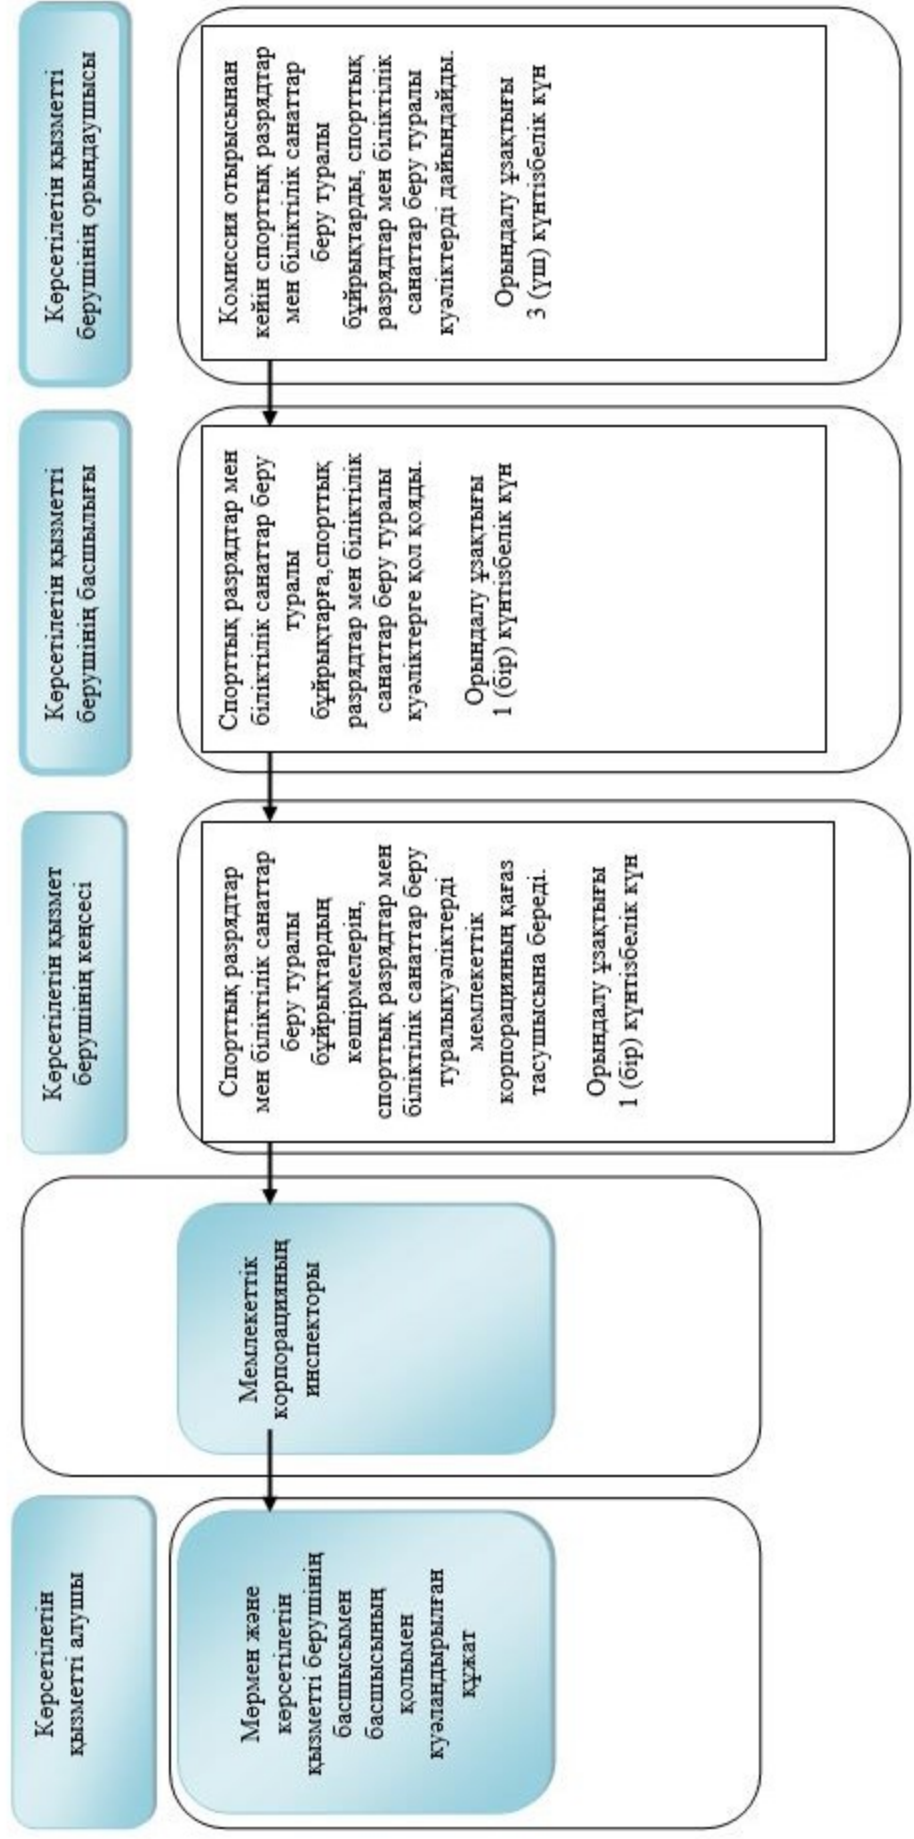 Көрсетілетін
қызметті алушы
Мөрмен және
көрсетілетін
қызметті берушінің
басшысымен
басшысының
қолымен
куәландырылған
құжат
Мемлекеттік
корпорацияның
инспекторы
Көрсетілетін қызмет
берушінің кеңсесі
Спорттық разрядтар
мен біліктілік санаттар
беру туралы
бұйрықтардың
көшірмелерін,
спорттық разрядтар мен
біліктілік санаттар беру
туралыкуәліктерді
мемлекеттік
корпорацияның қағаз
тасушысына береді.
Орындалу ұзақтығы
1 (бір) күнтізбелік күн
Көрсетілетін қызметті
берушінің басшылығы
Спорттық разрядтар мен
біліктілік санаттар беру
туралы
бұйрықтарға,спорттық
разрядтар мен біліктілік
санаттар беру туралы
куәліктерге қол қояды.
Орындалу ұзақтығы
1 (бір) күнтізбелік күн
Көрсетілетін қызметті
берушінің орындаушысы
Комиссия отырысынан
кейін спорттық разрядтар
мен біліктілік санаттар
беру туралы
бұйрықтарды, спорттық
разрядтар мен біліктілік
санаттар беру туралы
куәліктерді дайындайды.
Орындалу ұзақтығы
3 (үш) күнтізбелік күн